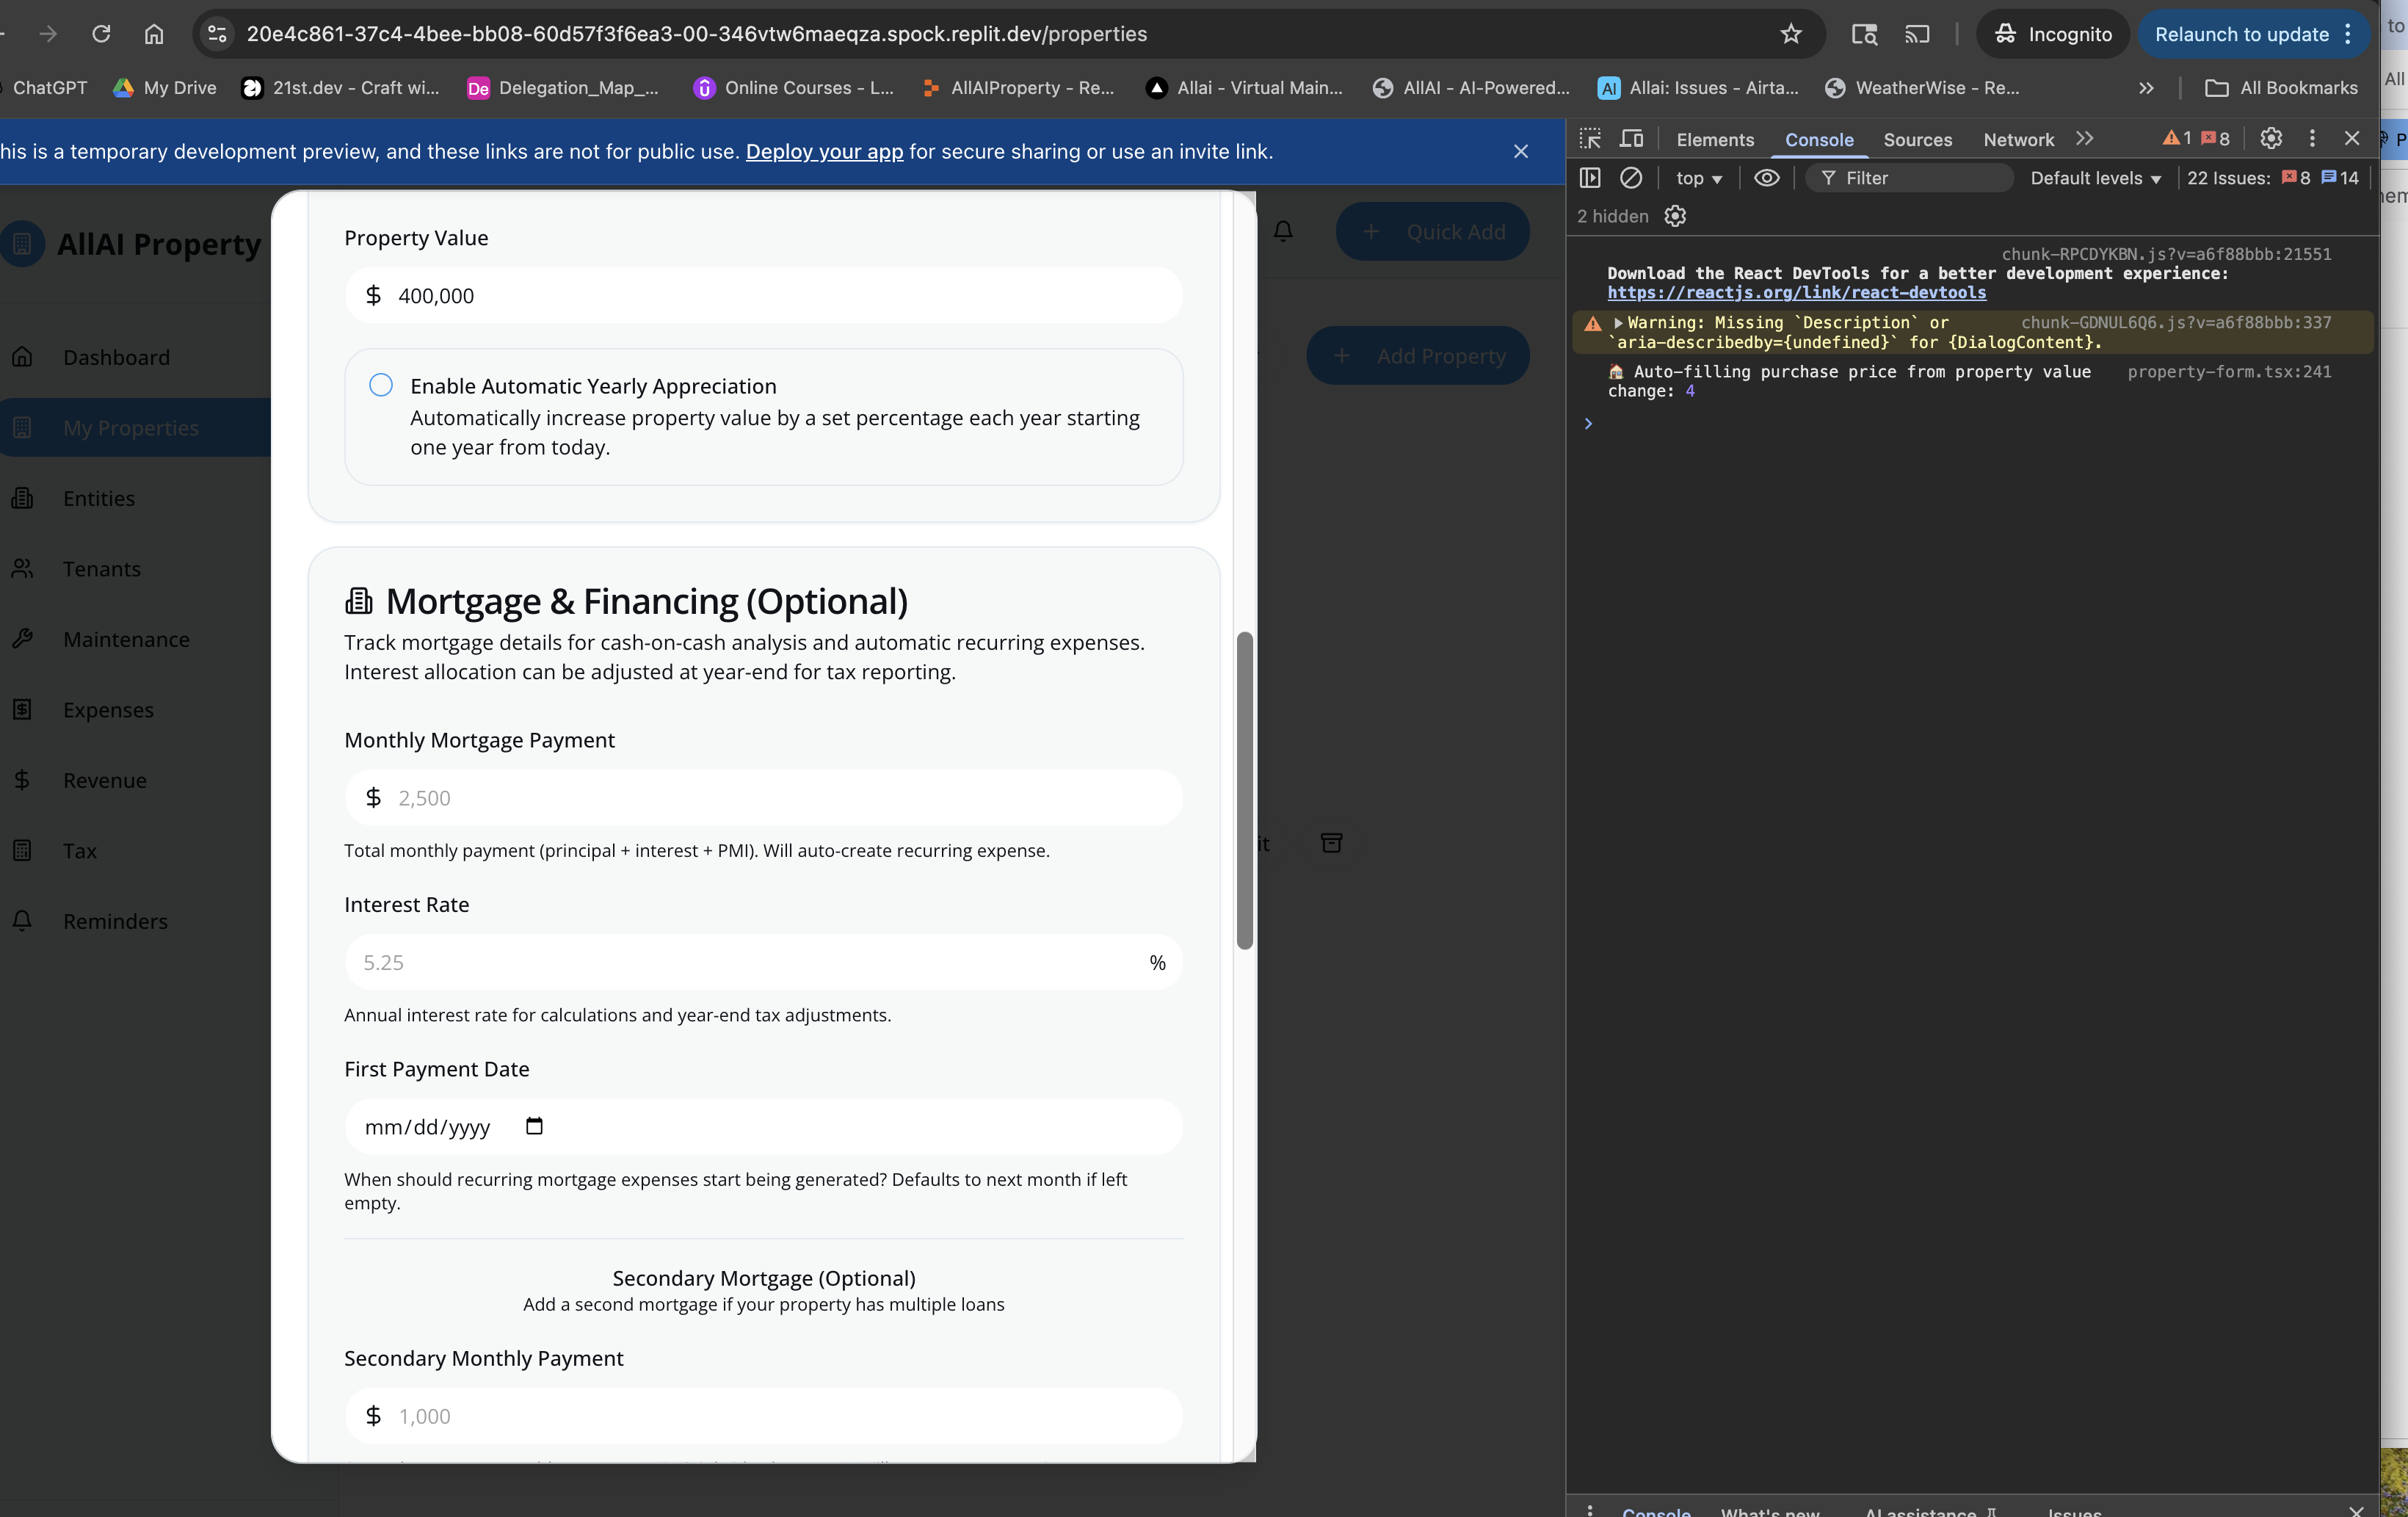 20e4c861-37c4-4bee-bb08-60d57f3f6ea3-00-346vtw6maeqza.spock.replit.dev/properties
Incognito
Relaunch to update
ChatGPT
My Drive
21st.dev - Craft wi...
De
Delegation_Map_...
Online Courses - L...
AllAIProperty - Re...
Allai - Virtual Main...
AllAI - AI-Powered...
AI
Allai: Issues - Airta...
WeatherWise - Re...
All Bookmarks
his is a temporary development preview, and these links are not for public use. Deploy your app for secure sharing or use an invite link.
AllAI Property
Dashboard
My Properties
Entities
Tenants
Maintenance
Expenses
Revenue
Tax
Reminders
Quick Add
Add Property
it
Property Value
$ 400,000
Enable Automatic Yearly Appreciation
Automatically increase property value by a set percentage each year starting
one year from today.
Mortgage & Financing (Optional)
Track mortgage details for cash-on-cash analysis and automatic recurring expenses.
Interest allocation can be adjusted at year-end for tax reporting.
Monthly Mortgage Payment
$ 2,500
Total monthly payment (principal + interest + PMI). Will auto-create recurring expense.
Interest Rate
5.25 %
Annual interest rate for calculations and year-end tax adjustments.
First Payment Date
mm/dd/yyyy
When should recurring mortgage expenses start being generated? Defaults to next month if left
empty.
Secondary Mortgage (Optional)
Add a second mortgage if your property has multiple loans
Secondary Monthly Payment
$ 1,000
Elements
Console
Sources
Network
1
8
top
Filter
Default levels
22 Issues: 8 14
2 hidden
chunk-RPCDYKBN.js?v=a6f88bbb:21551
Download the React DevTools for a better development experience:
https://reactjs.org/link/react-devtools
Warning: Missing `Description` or chunk-GDNUL6Q6.js?v=a6f88bbb:337
`aria-describedby={undefined}` for {DialogContent}.
Auto-filling purchase price from property value property-form.tsx:241
change: 4
Console
What's new
AI assistance
Issues
to
All